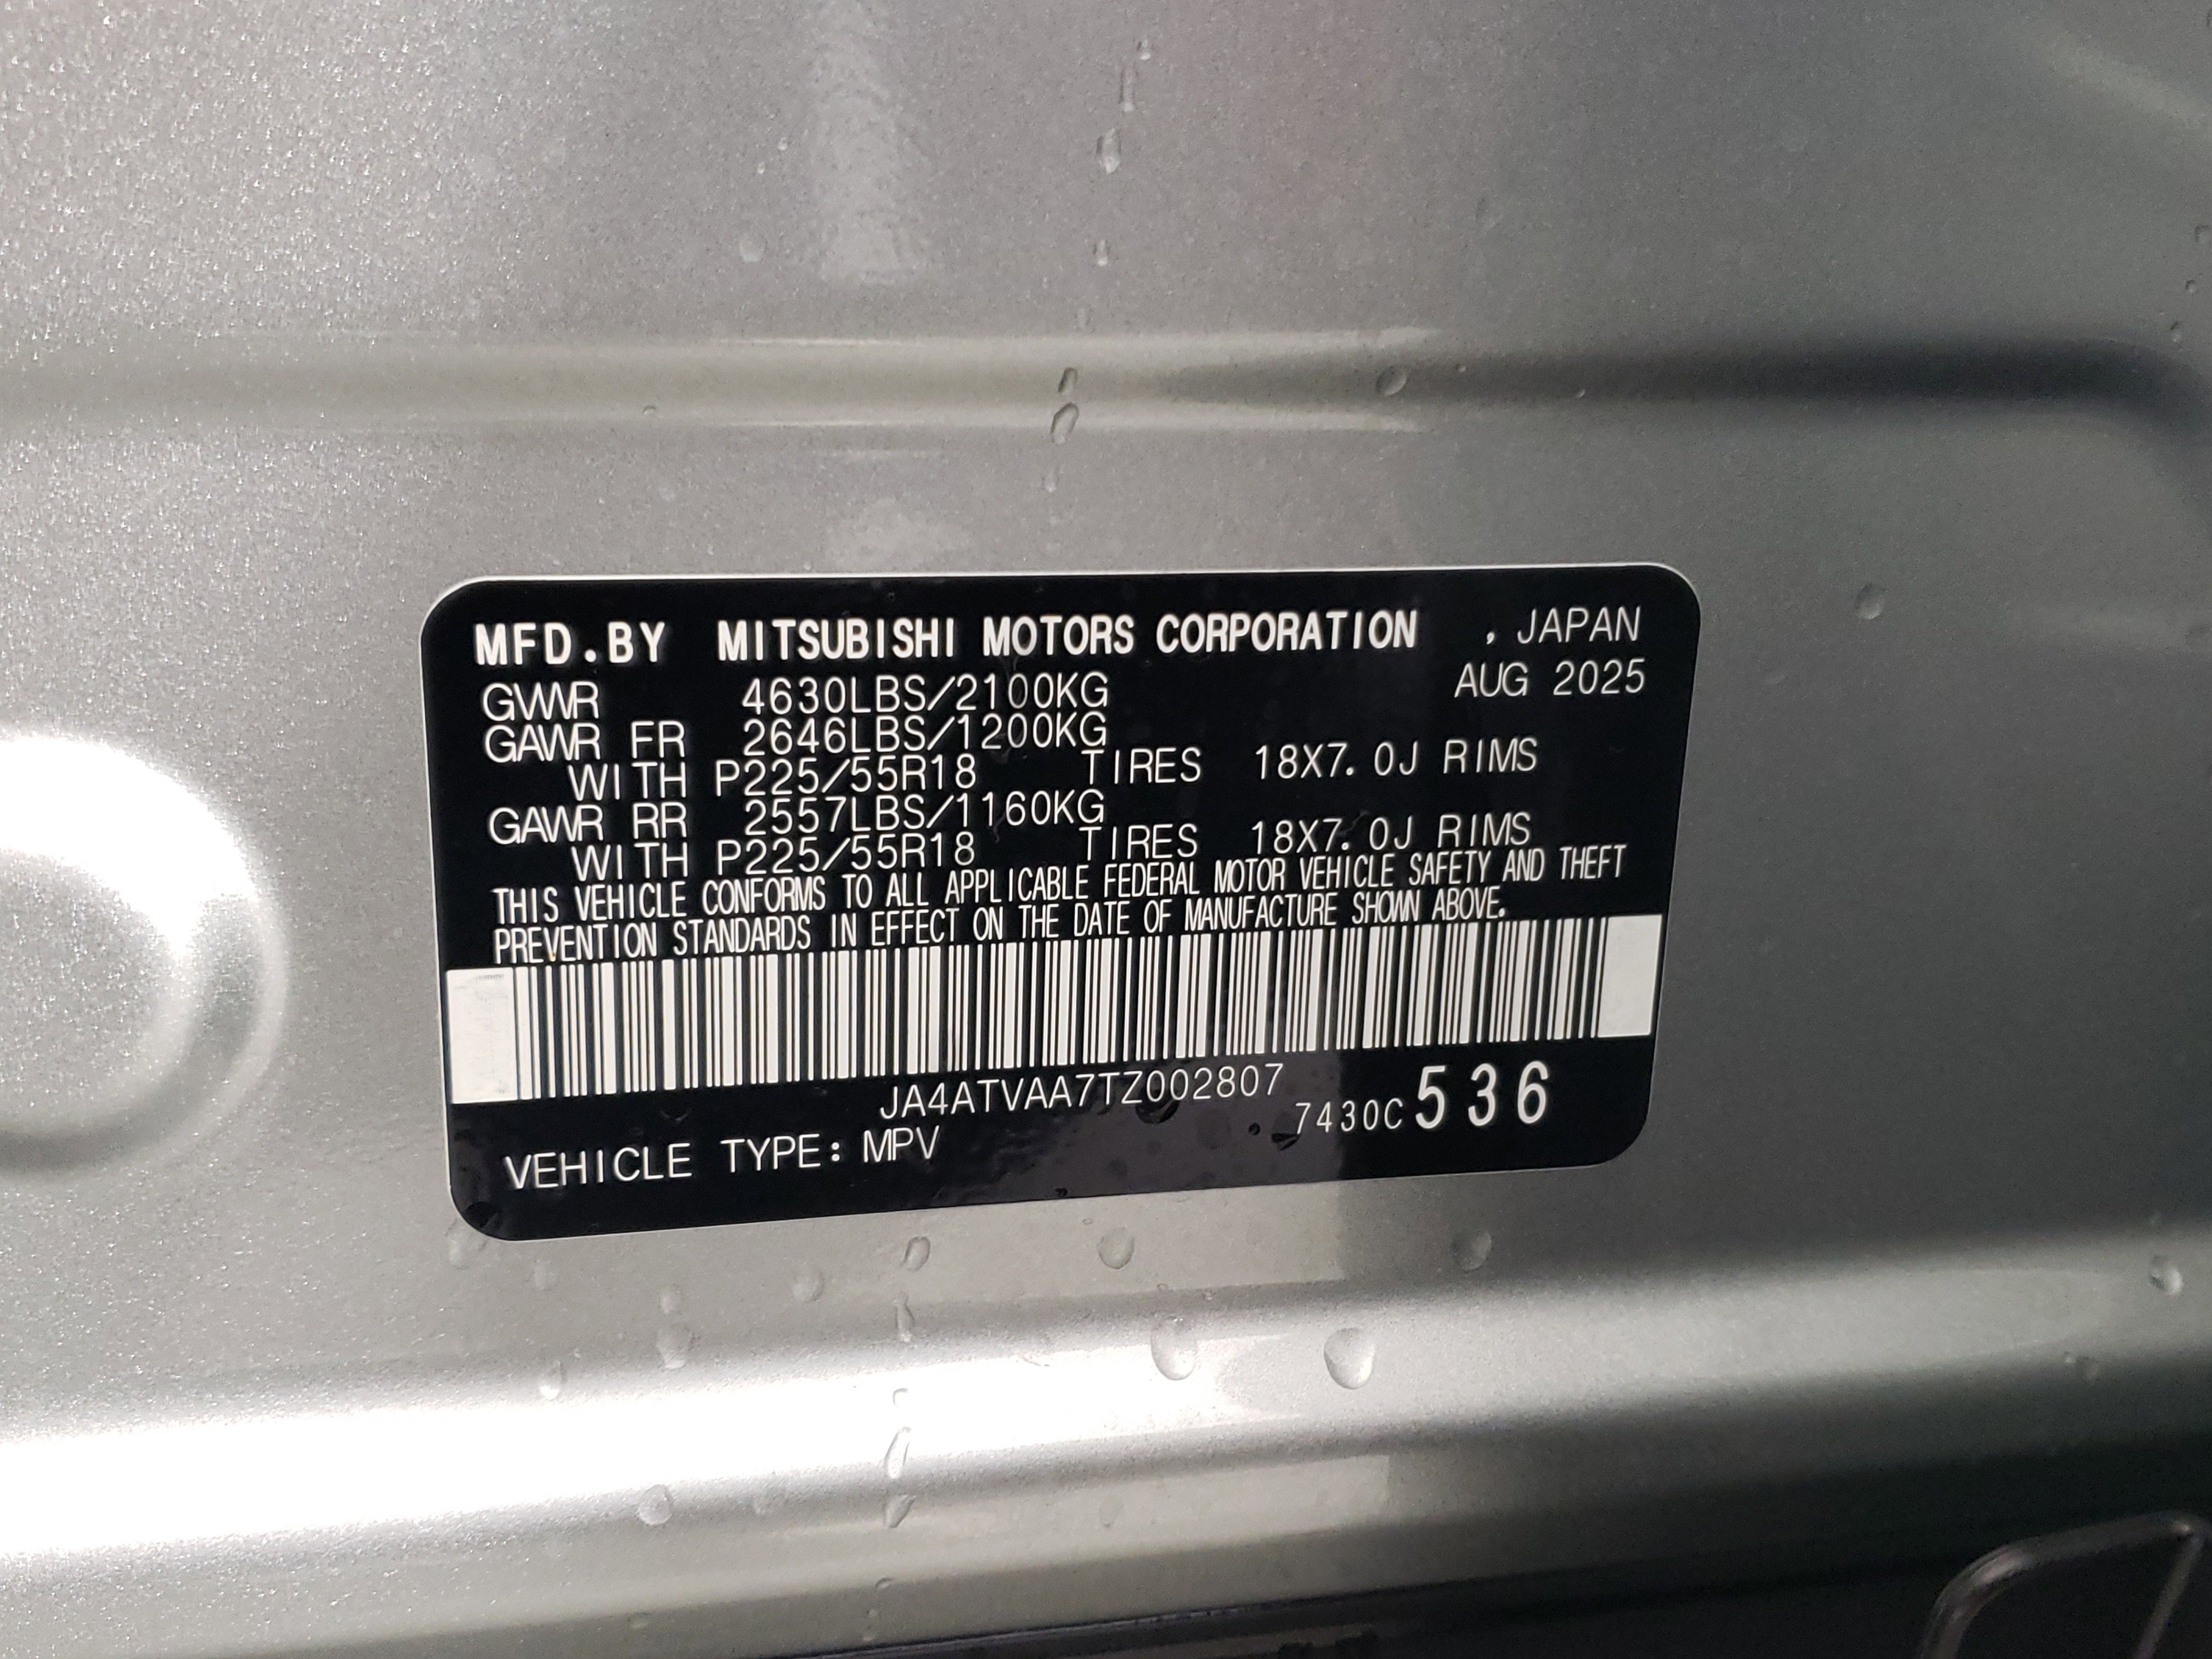 MFD.BY MITSUBISHI MOTORS CORPORATION , JAPAN
AUG 2025
GVWR 4630LBS/2100KG
GAWR FR 2646LBS/1200KG
WITH P225/55R18 TIRES 18X7.0J RIMS
GAWR RR 2557LBS/1160KG
WITH P225/55R18 TIRES 18X7.0J RIMS
THIS VEHICLE CONFORMS TO ALL APPLICABLE FEDERAL MOTOR VEHICLE SAFETY AND THEFT
PREVENTION STANDARDS IN EFFECT ON THE DATE OF MANUFACTURE SHOWN ABOVE.
JA4ATVAA7TZ002807
7430C 536
VEHICLE TYPE: MPV